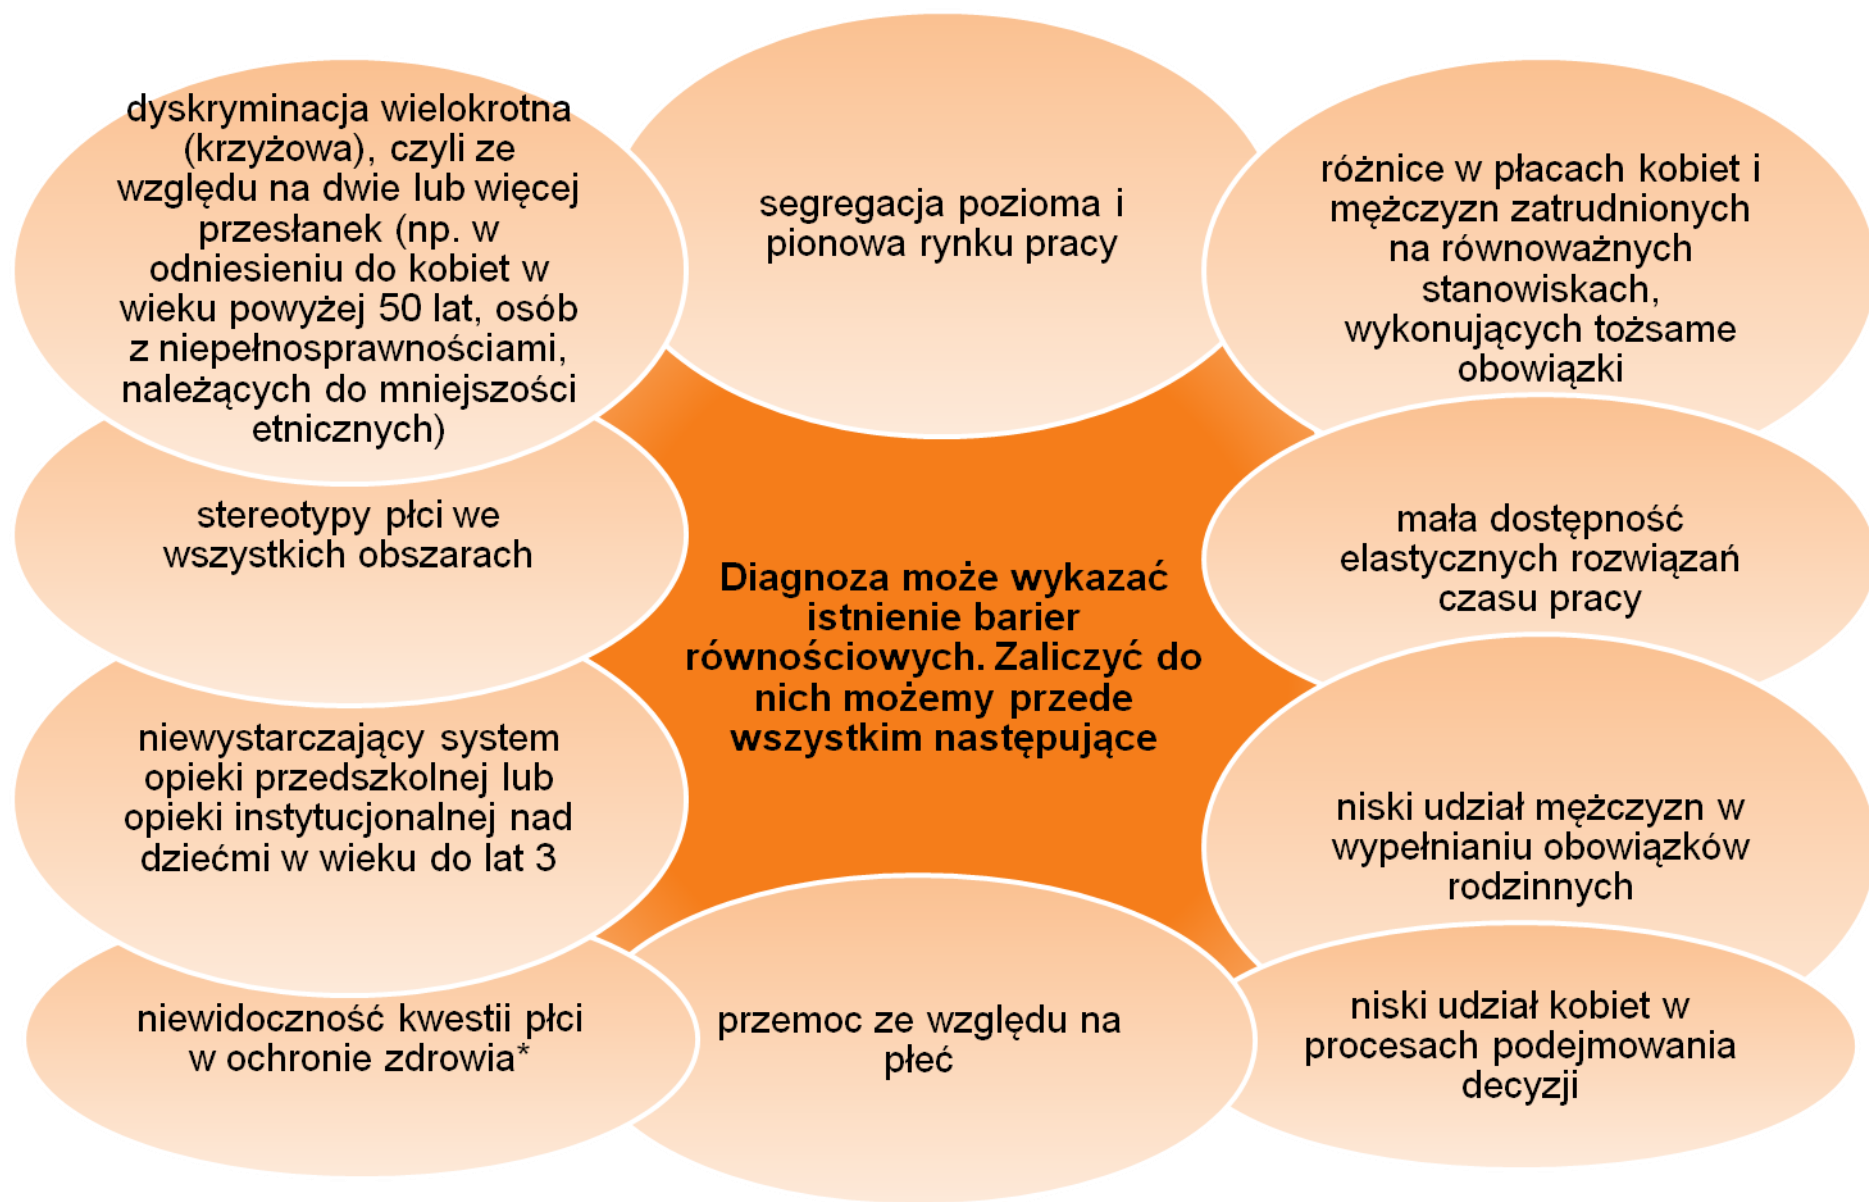 dyskryminacja wielokrotna
(krzyżowa), czyli ze
względu na dwie lub więcej
przesłanek (np. w
odniesieniu do kobiet w
wieku powyżej 50 lat, osób
z niepełnosprawnościami,
należących do mniejszości
etnicznych)
segregacja pozioma i
pionowa rynku pracy
różnice w płacach kobiet i
mężczyzn zatrudnionych
na równoważnych
stanowiskach,
wykonujących tożsame
obowiązki
stereotypy płci we
wszystkich obszarach
Diagnoza może wykazać
istnienie barier
równościowych. Zaliczyć do
nich możemy przede
wszystkim następujące
mała dostępność
elastycznych rozwiązań
czasu pracy
niewystarczający system
opieki przedszkolnej lub
opieki instytucjonalnej nad
dziećmi w wieku do lat 3
niski udział mężczyzn w
wypełnianiu obowiązków
rodzinnych
niewidoczność kwestii płci
w ochronie zdrowia*
przemoc ze względu na
płeć
niski udział kobiet w
procesach podejmowania
decyzji